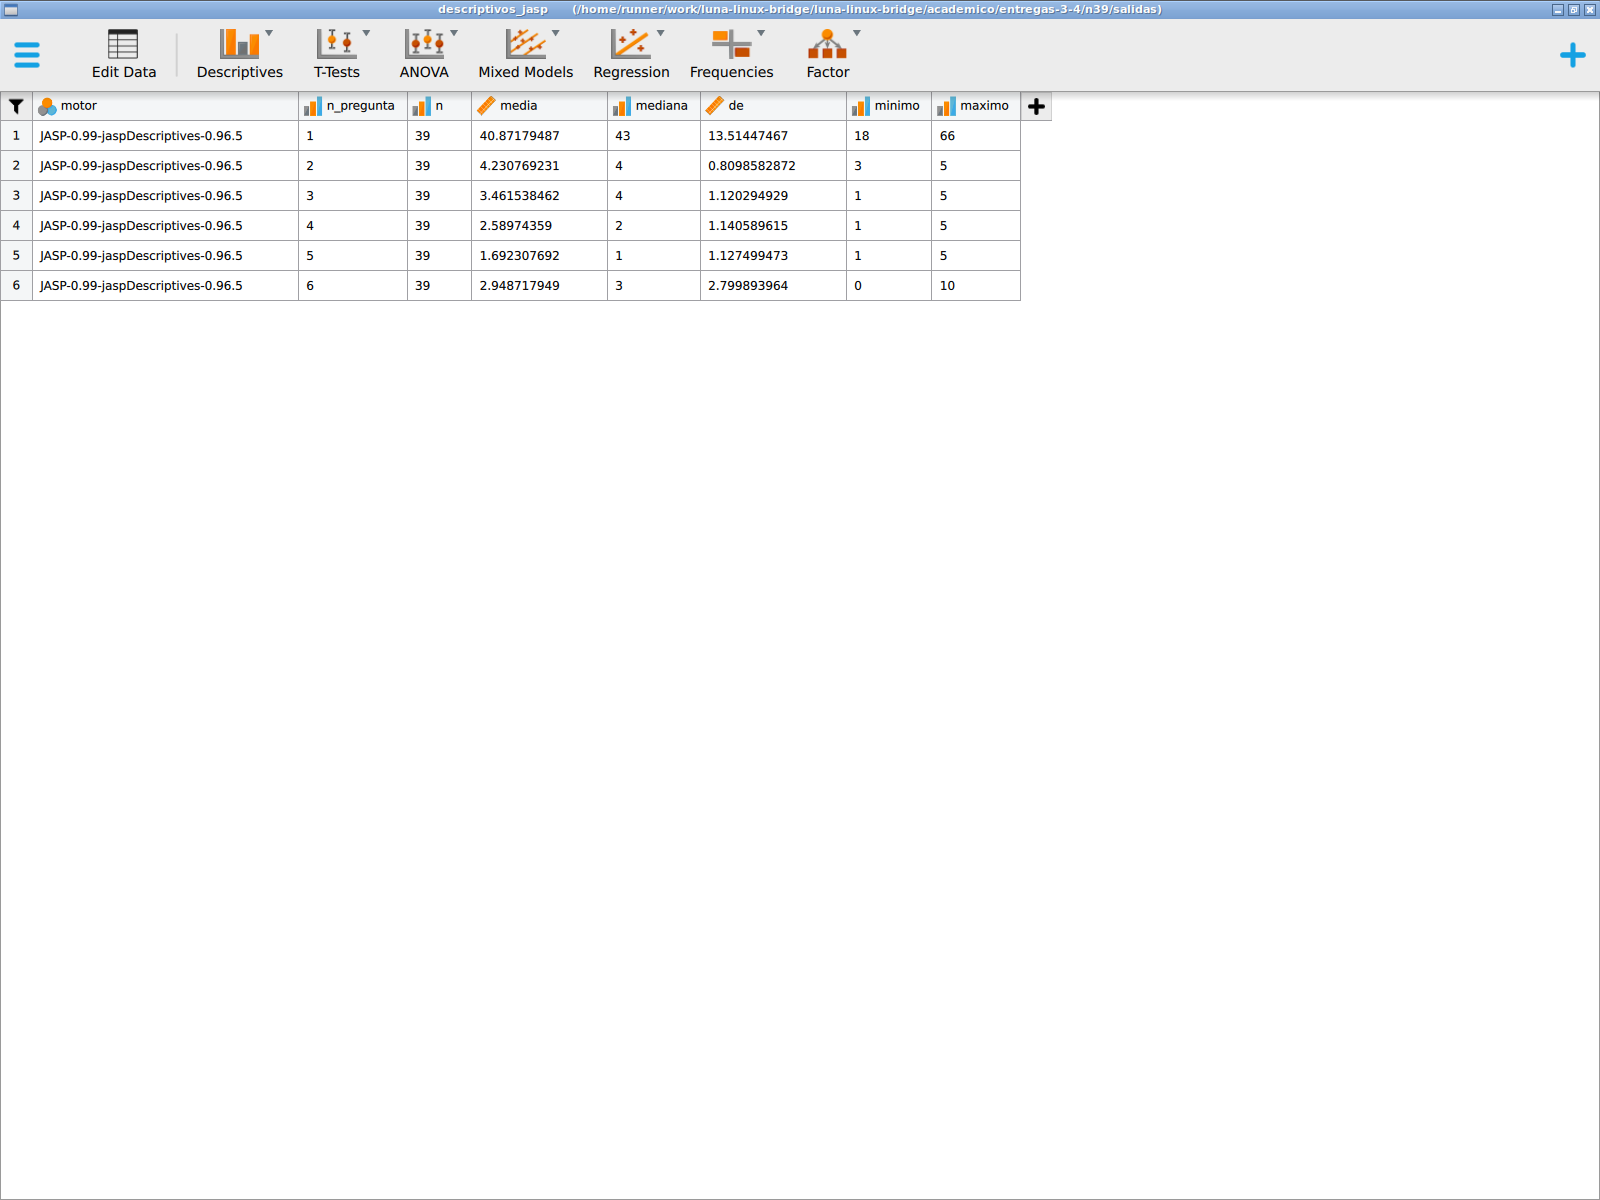 descriptivos_jasp (/home/runner/work/luna-linux-bridge/luna-linux-bridge/academico/entregas-3-4/n39/salidas)
Edit Data Descriptives T-Tests ANOVA Mixed Models Regression Frequencies Factor
motor n_pregunta n media mediana de minimo maximo
1 JASP-0.99-jaspDescriptives-0.96.5 1 39 40.87179487 43 13.51447467 18 66
2 JASP-0.99-jaspDescriptives-0.96.5 2 39 4.230769231 4 0.8098582872 3 5
3 JASP-0.99-jaspDescriptives-0.96.5 3 39 3.461538462 4 1.120294929 1 5
4 JASP-0.99-jaspDescriptives-0.96.5 4 39 2.58974359 2 1.140589615 1 5
5 JASP-0.99-jaspDescriptives-0.96.5 5 39 1.692307692 1 1.127499473 1 5
6 JASP-0.99-jaspDescriptives-0.96.5 6 39 2.948717949 3 2.799893964 0 10